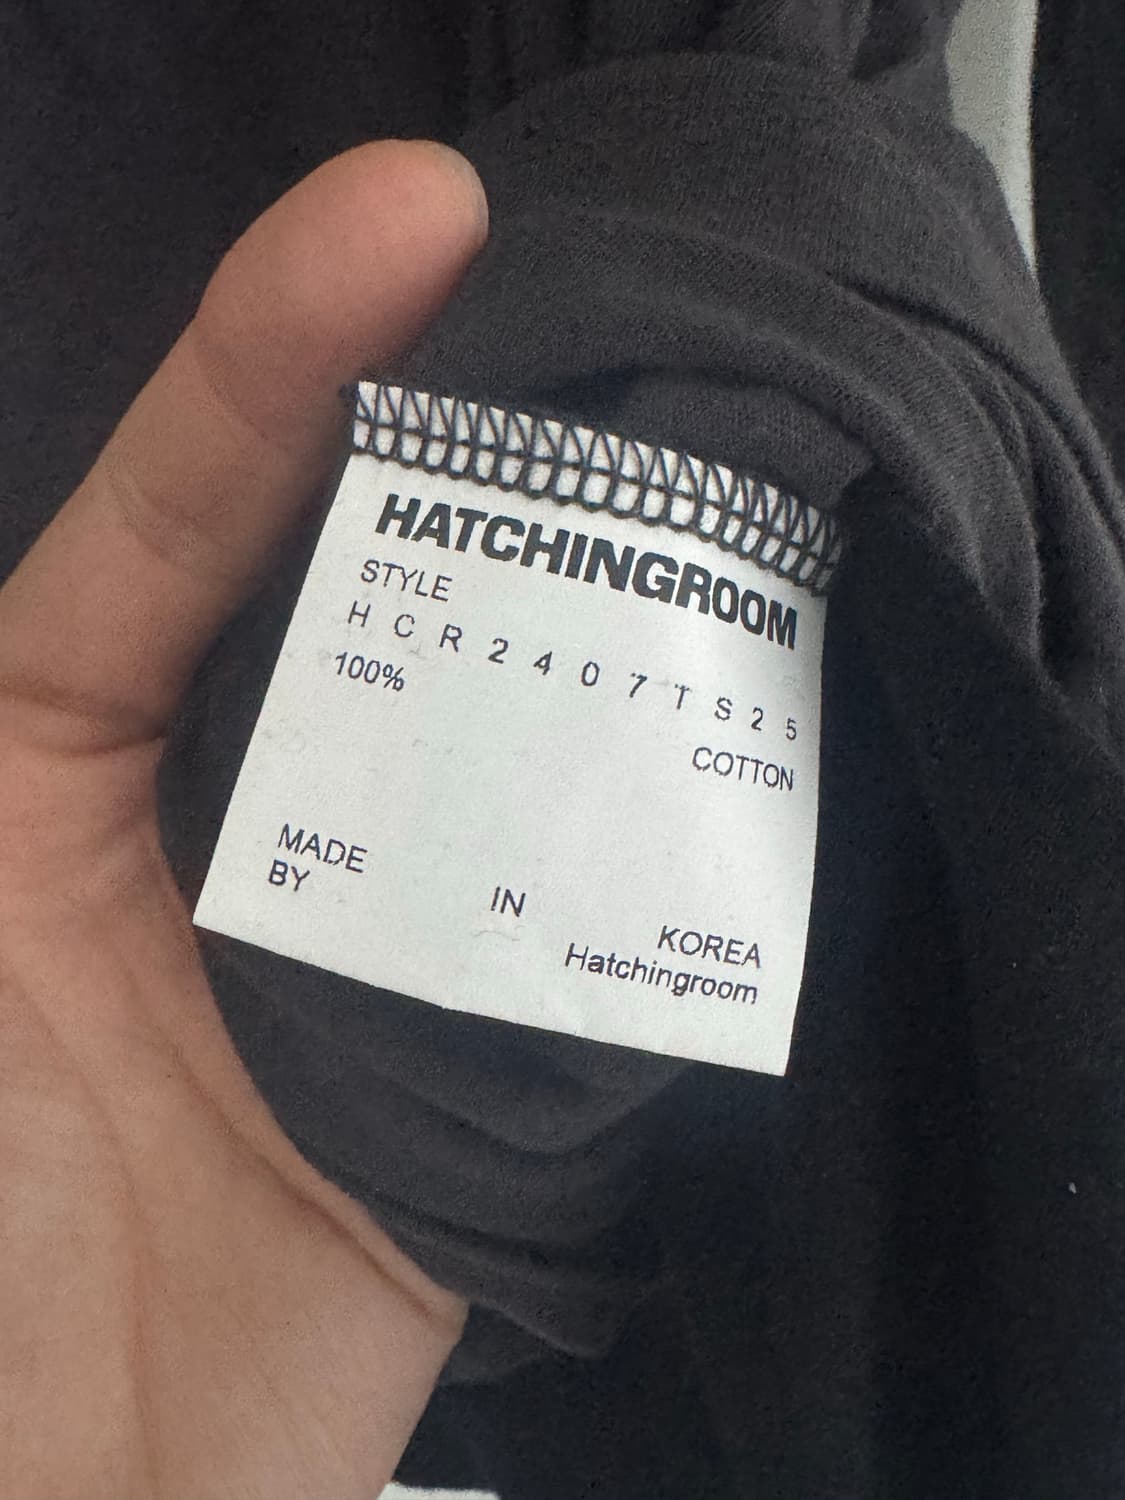 HATCHINGROOM
STYLE
H C R 2 4 0 7 T S 2 5
100% COTTON
MADE IN KOREA
BY Hatchingroom